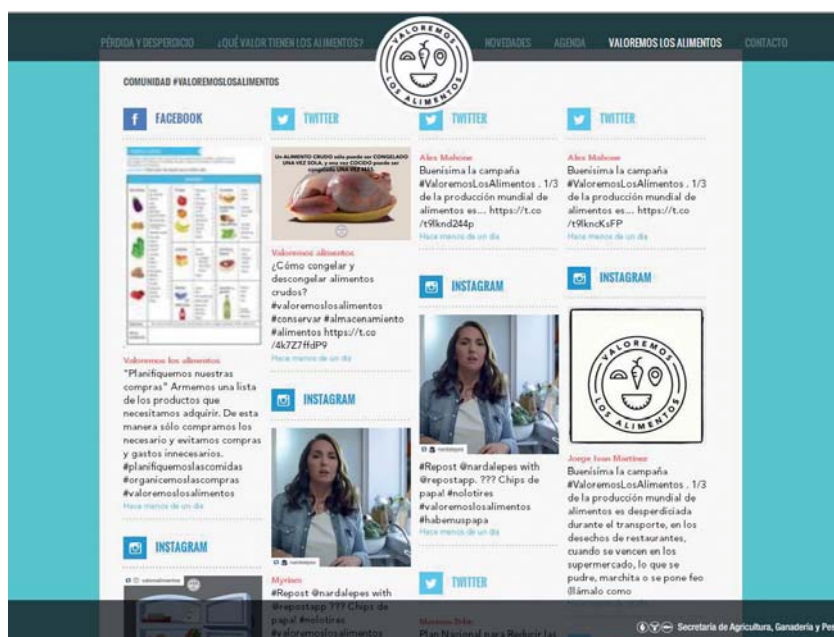 PÉRDIDA Y DESPERDICIO
¿QUÉ VALOR TIENEN LOS ALIMENTOS?
VALOREMOS
LOS ALIMENTOS
NOVEDADES
AGENDA
VALOREMOS LOS ALIMENTOS
CONTACTO
COMUNIDAD #VALOREMOSLOSALIMENTOS
FACEBOOK
Valoremos los alimentos
"Planifiquemos nuestras
compras" Armemos una lista
de los productos que
necesitamos adquirir. De esta
manera sólo compramos los
necesario y evitamos compras
y gastos innecesarios.
#planifiquemoslascomidas
#organicemoslascompras
#valoremoslosalimentos
Hace menos de un día
INSTAGRAM
valoralimentos
TWITTER
Un ALIMENTO CRUDO sólo puede ser CONGELADO
UNA VEZ SOLA, y una vez COCIDO puede ser
congelado UNA VEZ MÁS.
Valoremos alimentos
¿Cómo congelar y
descongelar alimentos
crudos?
#valoremoslosalimentos
#conservar #almacenamiento
#alimentos https://t.co
/4k7Z7ffdP9
Hace menos de un día
INSTAGRAM
nardalepes
Myriam
#Repost @nardalepes with
@repostapp ??? Chips de
papa! #nolotires
#valoremoslosalimentos
TWITTER
Alex Mahone
Buenísima la campaña
#ValoremosLosAlimentos . 1/3
de la producción mundial de
alimentos es... https://t.co
/t9lknd244p
Hace menos de un día
INSTAGRAM
nardalepes
#Repost @nardalepes with
@repostapp. ??? Chips de
papa! #nolotires
#valoremoslosalimentos
#habemuspapa
Hace menos de un día
TWITTER
Plan Nacional para Reducir las
TWITTER
Alex Mahone
Buenísima la campaña
#ValoremosLosAlimentos . 1/3
de la producción mundial de
alimentos es... https://t.co
/t9lkncKsFP
Hace menos de un día
INSTAGRAM
VALOREMOS
LOS ALIMENTOS
Jorge Ivan Martinez
Buenísima la campaña
#ValoremosLosAlimentos . 1/3
de la producción mundial de
alimentos es desperdiciada
durante el transporte, en los
desechos de restaurantes,
cuando se vencen en los
supermercado, lo que se
pudre, marchita o se pone feo
(llámalo como
Secretaría de Agricultura, Ganadería y Pe